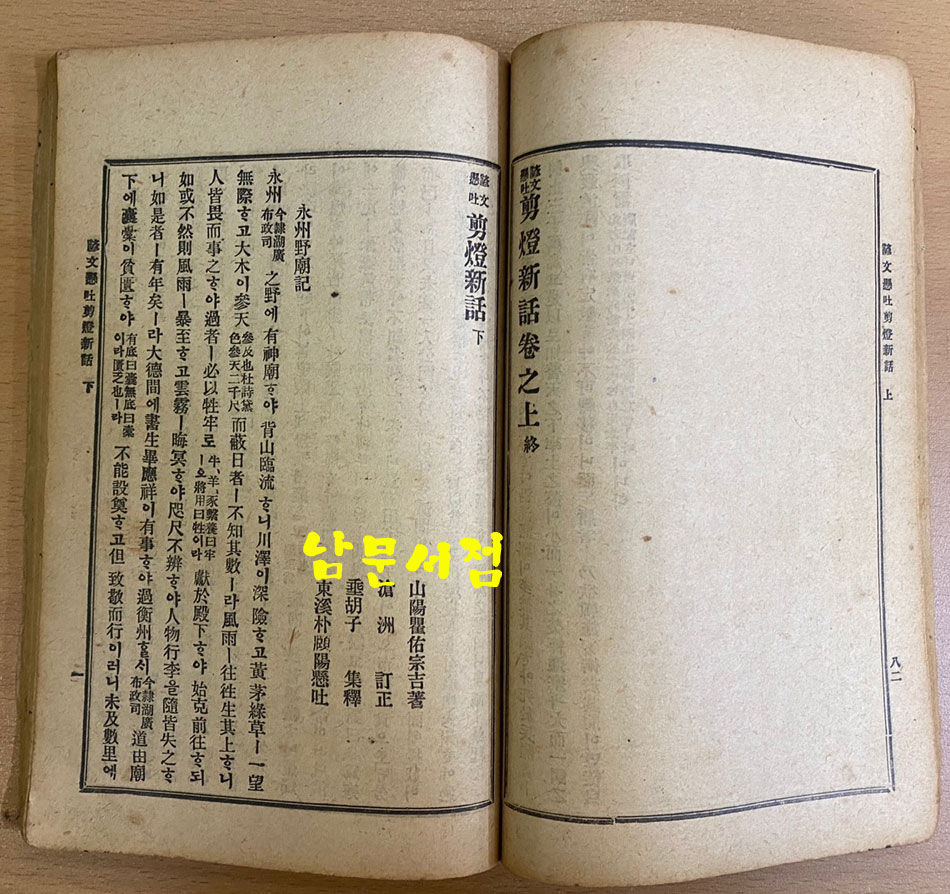 諺文懸吐 剪燈新話卷之上 終
諺文懸吐剪燈新話 上
八二
諺文懸吐 剪燈新話 下
山陽瞿佑宗吉著
滄洲 訂正
垂胡子 集釋
東溪朴頤陽懸吐
永州野廟記
永州 今隷湖廣布政司 之野에 有神廟ᄒᆞ야 背山臨流ᄒᆞ니 川澤이 深險ᄒᆞ고 黃茅綠草ㅣ 一望
無際ᄒᆞ고 大木이 參天 參及也杜詩黛色參天二千尺 而蔽日者ㅣ 不知其數ㅣ라 風雨ㅣ 往徃生其上ᄒᆞ니
人皆畏而事之ᄒᆞ야 過者ㅣ 必以牲牢로 牛、羊、豕繫養曰牢ㅣ오將用曰牲이라 獻於殿下ᄒᆞ야 始克前往ᄒᆞ되
如或不然則風雨ㅣ 暴至ᄒᆞ고 雲霧ㅣ 晦冥ᄒᆞ야 咫尺不辨ᄒᆞ야 人物行李을 隨皆失之ᄒᆞ
니 如是者ㅣ 有年矣ㅣ라 大德間에 書生畢應祥이 有事ᄒᆞ야 過衡州ᄒᆞᆯᄉᆡ 今隷湖廣布政司 道由廟
下에 囊橐이 貧匱ᄒᆞ야 有底曰囊無底曰橐이라匱乏也ㅣ라 不能設奠ᄒᆞ고 但 致敬而行이러니 未及數里에
諺文懸吐剪燈新話 下
一
남문서점